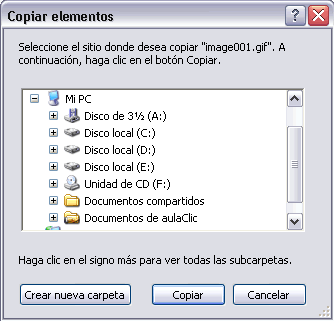 Copiar elementos
Seleccione el sitio donde desea copiar "image001.gif". A
continuación, haga clic en el botón Copiar.
Mi PC
Disco de 3½ (A:)
Disco local (C:)
Disco local (D:)
Disco local (E:)
Unidad de CD (F:)
Documentos compartidos
Documentos de aulaClic
Haga clic en el signo más para ver todas las subcarpetas.
Crear nueva carpeta Copiar Cancelar